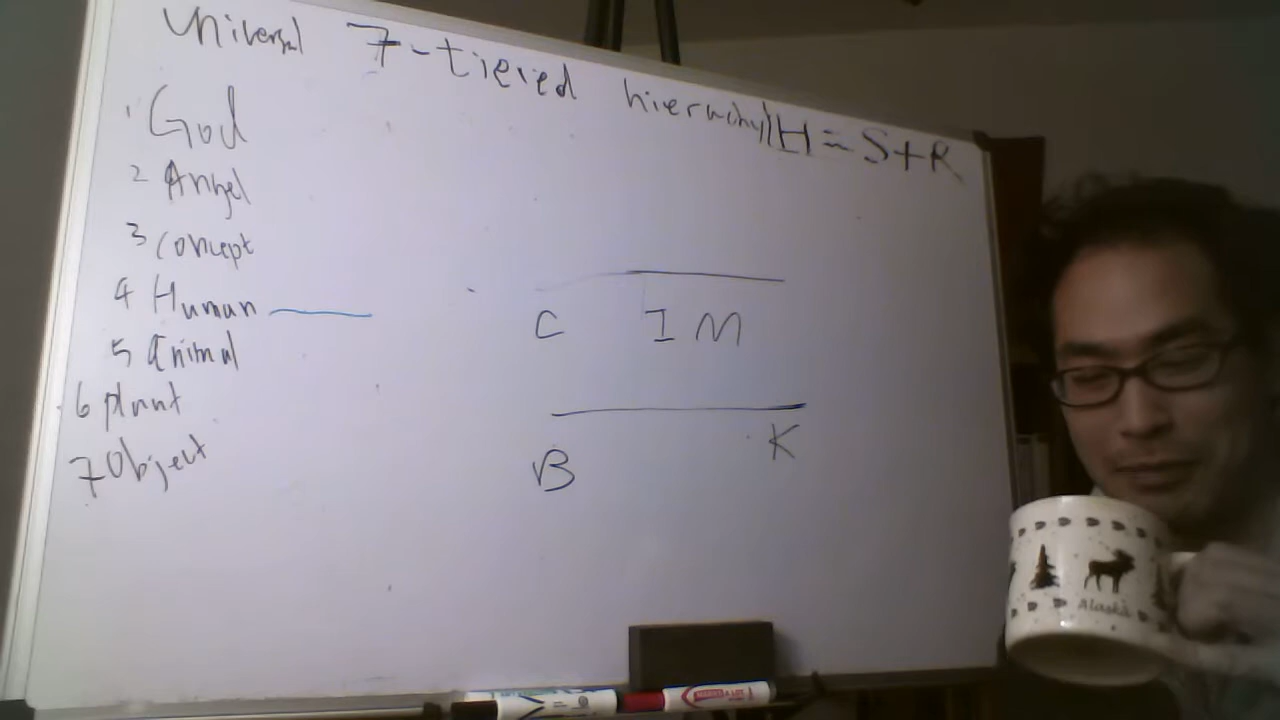 Universal 7-tiered hierarchy H = S+R
1 God
2 Angel
3 Concept
4 Human
5 Animal
6 plant
7 Object
C I M
B K
Alaska